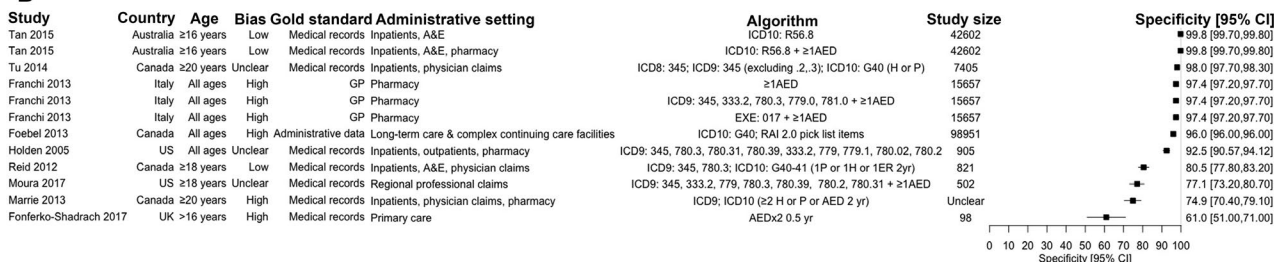 Study Country Age Bias Gold standard Administrative setting Algorithm Study size Specificity [95% CI]
Tan 2015 Australia ≥16 years Low Medical records Inpatients, A&E ICD10: R56.8 42602 99.8 [99.70,99.80]
Tan 2015 Australia ≥16 years Low Medical records Inpatients, A&E, pharmacy ICD10: R56.8 + ≥1AED 42602 99.8 [99.70,99.80]
Tu 2014 Canada ≥20 years Unclear Medical records Inpatients, physician claims ICD8: 345; ICD9: 345 (excluding .2,.3); ICD10: G40 (H or P) 7405 98.0 [97.70,98.30]
Franchi 2013 Italy All ages High GP Pharmacy ≥1AED 15657 97.4 [97.20,97.70]
Franchi 2013 Italy All ages High GP Pharmacy ICD9: 345, 333.2, 780.3, 779.0, 781.0 + ≥1AED 15657 97.4 [97.20,97.70]
Franchi 2013 Italy All ages High GP Pharmacy EXE: 017 + ≥1AED 15657 97.4 [97.20,97.70]
Foebel 2013 Canada All ages High Administrative data Long-term care & complex continuing care facilities ICD10: G40; RAI 2.0 pick list items 98951 96.0 [96.00,96.00]
Holden 2005 US All ages Unclear Medical records Inpatients, outpatients, pharmacy ICD9: 345, 780.3, 780.31, 780.39, 333.2, 779, 779.1, 780.02, 780.2 905 92.5 [90.57,94.12]
Reid 2012 Canada ≥18 years Low Medical records Inpatients, A&E, physician claims ICD9: 345, 780.3; ICD10: G40-41 (1P or 1H or 1ER 2yr) 821 80.5 [77.80,83.20]
Moura 2017 US ≥18 years Unclear Medical records Regional professional claims ICD9: 345, 333.2, 779, 780.3, 780.39, 780.2, 780.31 + ≥1AED 502 77.1 [73.20,80.70]
Marrie 2013 Canada ≥20 years High Medical records Inpatients, physician claims, pharmacy ICD9; ICD10 (≥2 H or P or AED 2 yr) Unclear 74.9 [70.40,79.10]
Fonferko-Shadrach 2017 UK >16 years High Medical records Primary care AEDx2 0.5 yr 98 61.0 [51.00,71.00]
0 10 20 30 40 50 60 70 80 90 100
Specificity [95% CI]